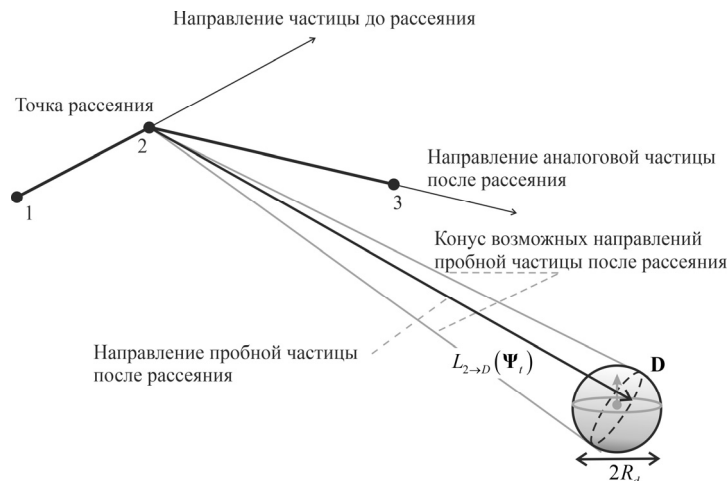 Направление частицы до рассеяния
Точка рассеяния
2
1
3
Направление аналоговой частицы
после рассеяния
Конус возможных направлений
пробной частицы после рассеяния
Направление пробной частицы
после рассеяния
L₂→D(Ψₜ)
D
2R_d